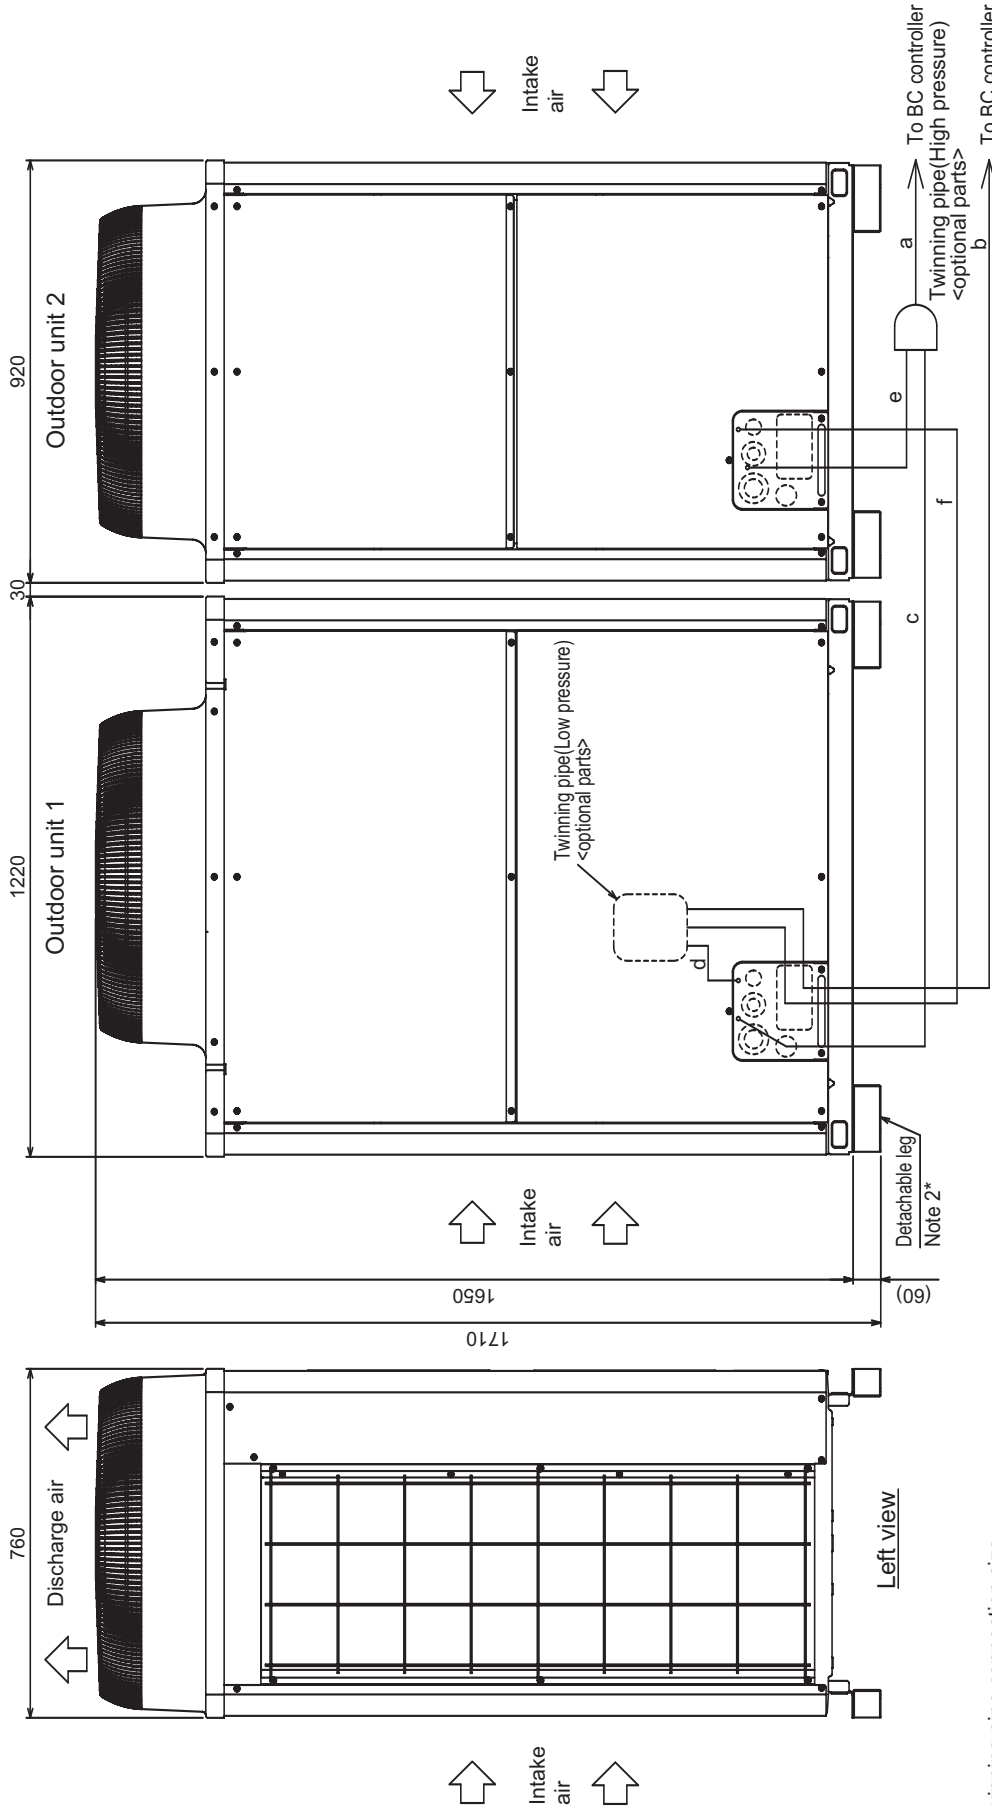 760
Discharge air
Intake
air
Left view
1710
1650
(60)
Intake
air
1220
30
920
Outdoor unit 1
Outdoor unit 2
Twinning pipe(Low pressure)
<optional parts>
d
Detachable leg
Note 2*
c
f
e
a
To BC controller
Twinning pipe(High pressure)
<optional parts>
b
To BC controller
Intake
air